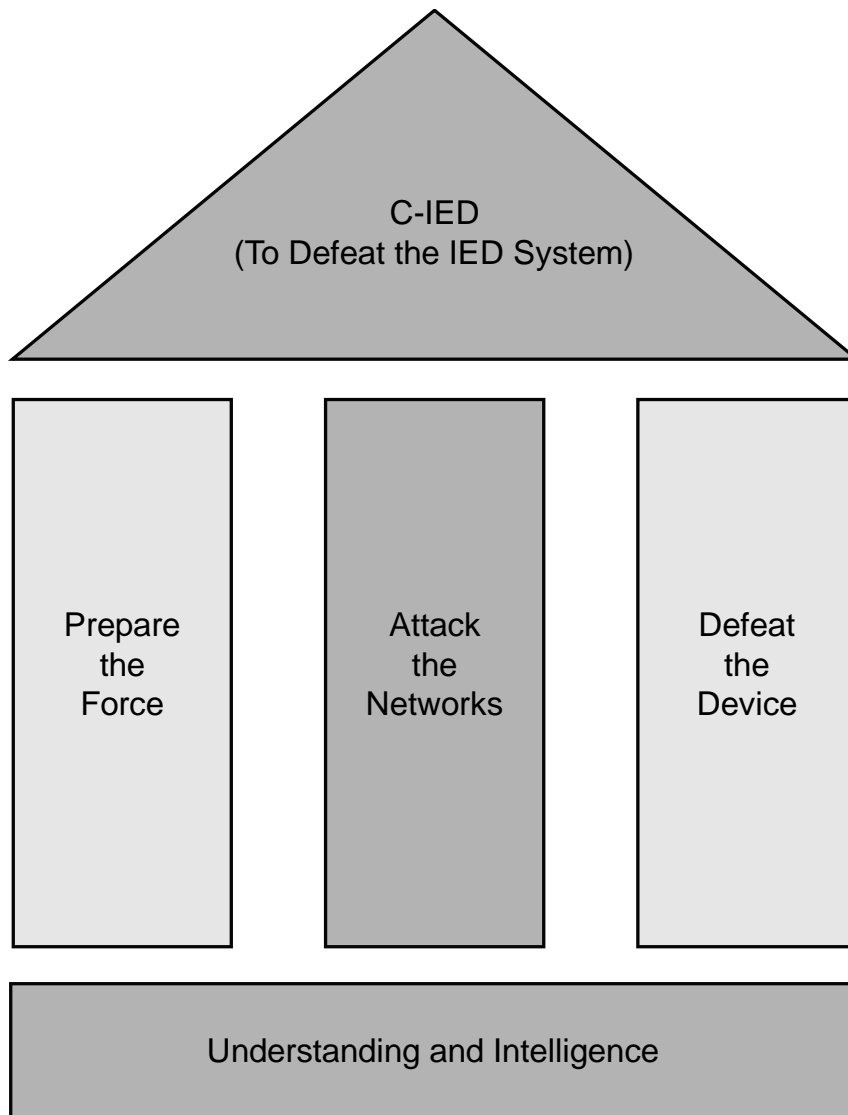 C-IED
(To Defeat the IED System)
Prepare
the
Force
Attack
the
Networks
Defeat
the
Device
Understanding and Intelligence